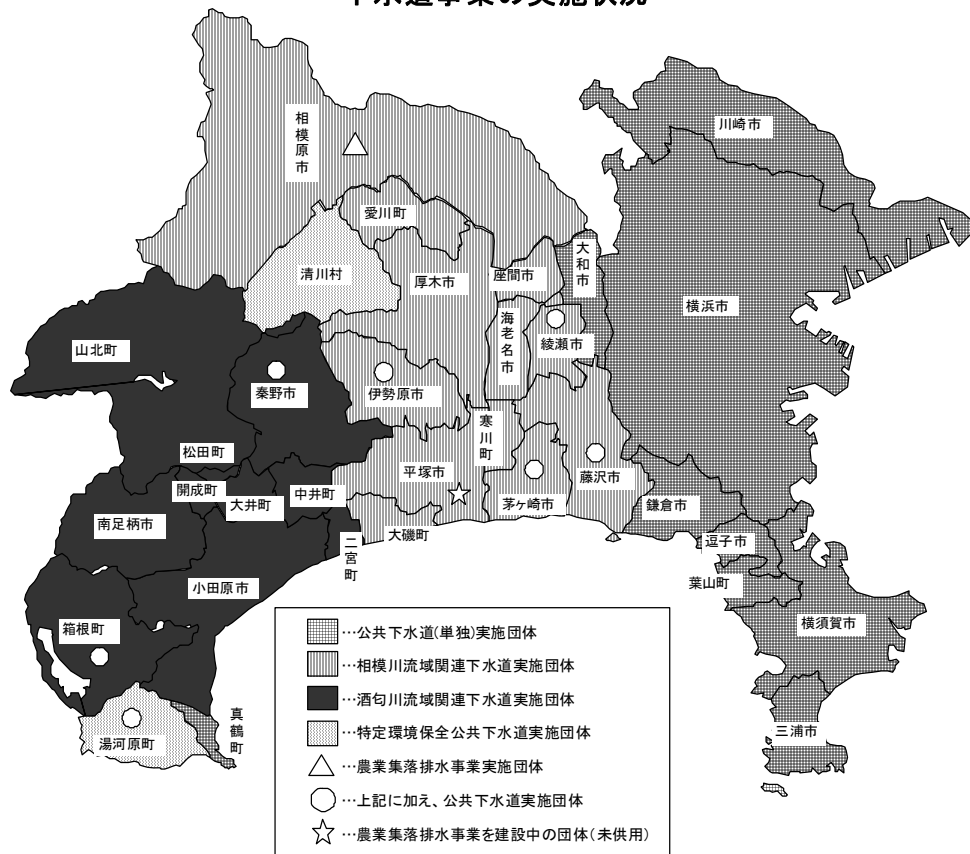 下水道事業の実施状況
川崎市
相模原市
愛川町
大和市
清川村
厚木市
座間市
横浜市
海老名市
綾瀬市
山北町
秦野市
伊勢原市
寒川町
松田町
平塚市
藤沢市
開成町
大井町
中井町
茅ヶ崎市
鎌倉市
南足柄市
大磯町
二宮町
逗子市
葉山町
小田原市
横須賀市
箱根町
真鶴町
湯河原町
三浦市
…公共下水道(単独)実施団体
…相模川流域関連下水道実施団体
…酒匂川流域関連下水道実施団体
…特定環境保全公共下水道実施団体
…農業集落排水事業実施団体
…上記に加え、公共下水道実施団体
…農業集落排水事業を建設中の団体(未供用)